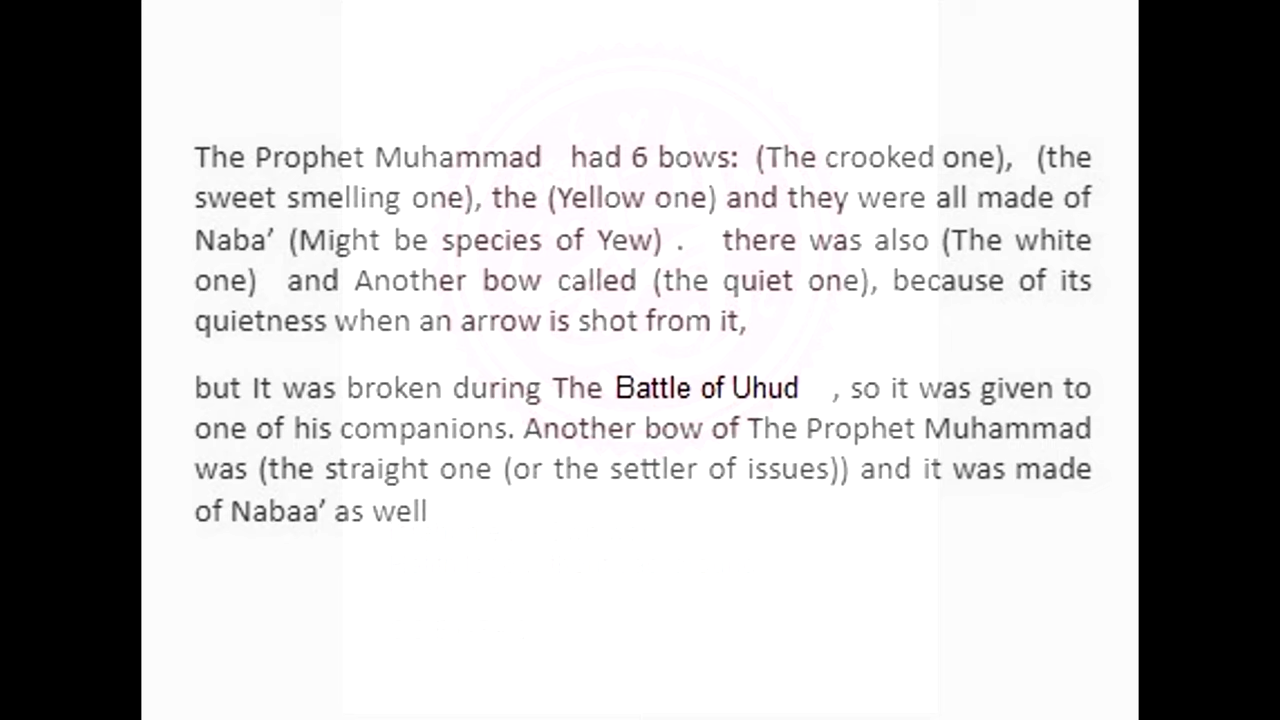 The Prophet Muhammad had 6 bows: (The crooked one), (the
sweet smelling one), the (Yellow one) and they were all made of
Naba’ (Might be species of Yew) . there was also (The white
one) and Another bow called (the quiet one), because of its
quietness when an arrow is shot from it,
but It was broken during The Battle of Uhud , so it was given to
one of his companions. Another bow of The Prophet Muhammad
was (the straight one (or the settler of issues)) and it was made
of Nabaa’ as well